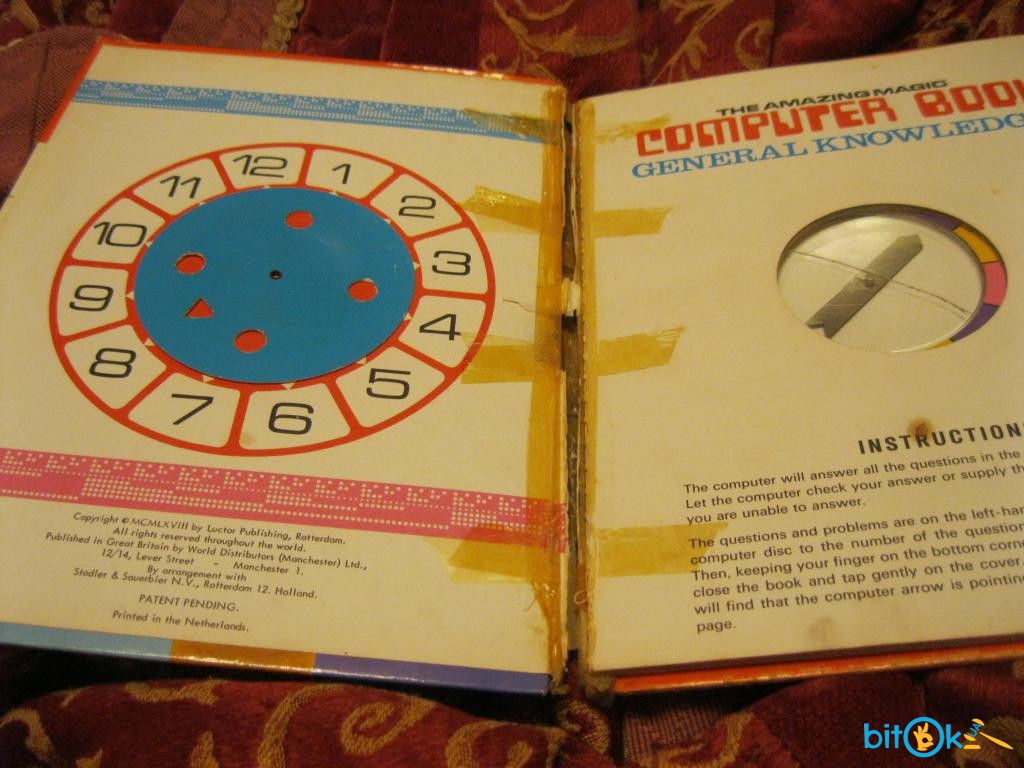 12
1
2
3
4
5
6
7
8
9
10
11
Copyright © MCMLXVIII by Luctor Publishing, Rotterdam.
All rights reserved throughout the world.
Published in Great Britain by World Distributors (Manchester) Ltd.,
12/14, Lever Street - Manchester 1.
By arrangement with
Stadler & Sauerbier N.V., Rotterdam 12. Holland.
PATENT PENDING.
Printed in the Netherlands.
THE AMAZING MAGIC
COMPUTER BOO
GENERAL KNOWLEDG
INSTRUCTION
The computer will answer all the questions in the
Let the computer check your answer or supply th
you are unable to answer.
The questions and problems are on the left-han
computer disc to the number of the question
Then, keeping your finger on the bottom corne
close the book and tap gently on the cover.
will find that the computer arrow is pointing
page.
bitok
UA